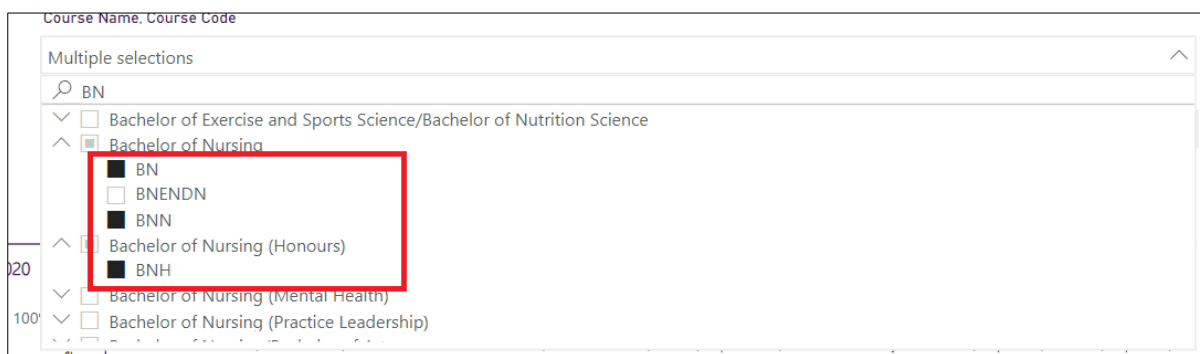 Course Name, Course Code
Multiple selections
BN
Bachelor of Exercise and Sports Science/Bachelor of Nutrition Science
Bachelor of Nursing
BN
BNENDN
BNN
Bachelor of Nursing (Honours)
BNH
020
Bachelor of Nursing (Mental Health)
100
Bachelor of Nursing (Practice Leadership)